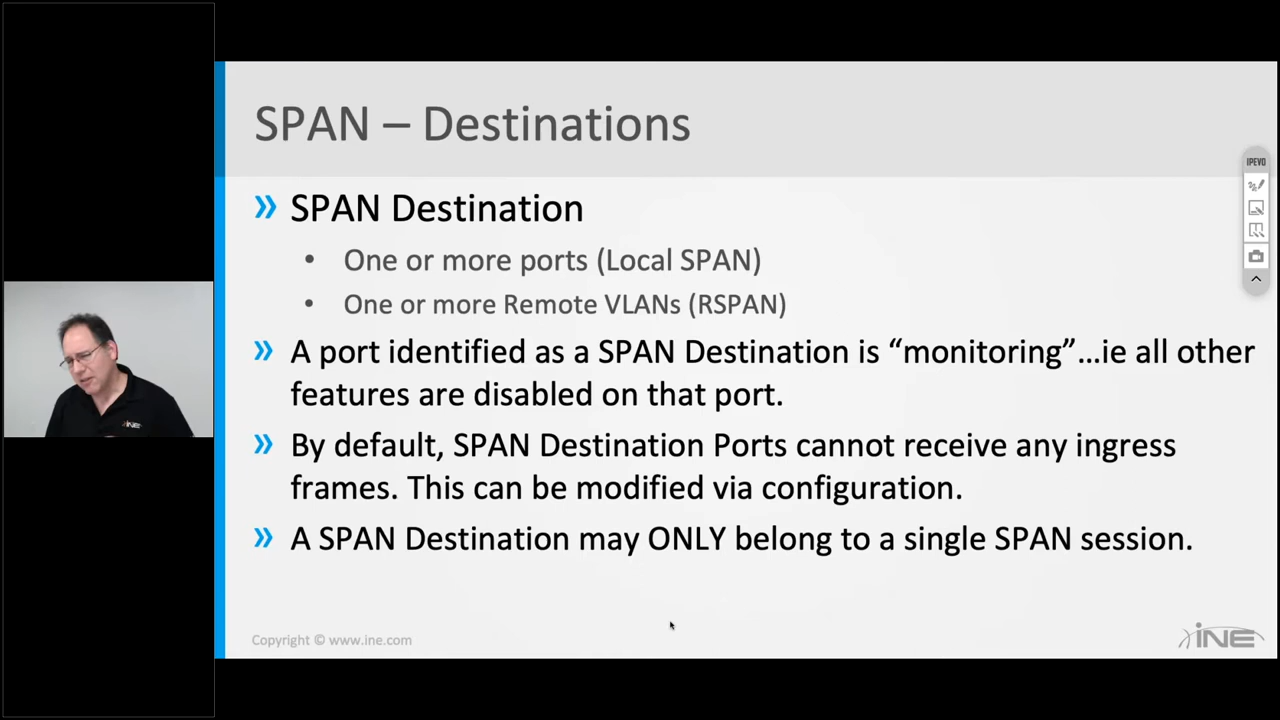 SPAN – Destinations
IPEVO
» SPAN Destination
• One or more ports (Local SPAN)
• One or more Remote VLANs (RSPAN)
» A port identified as a SPAN Destination is “monitoring”…ie all other
features are disabled on that port.
» By default, SPAN Destination Ports cannot receive any ingress
frames. This can be modified via configuration.
» A SPAN Destination may ONLY belong to a single SPAN session.
iNE
Copyright © www.ine.com
iNE